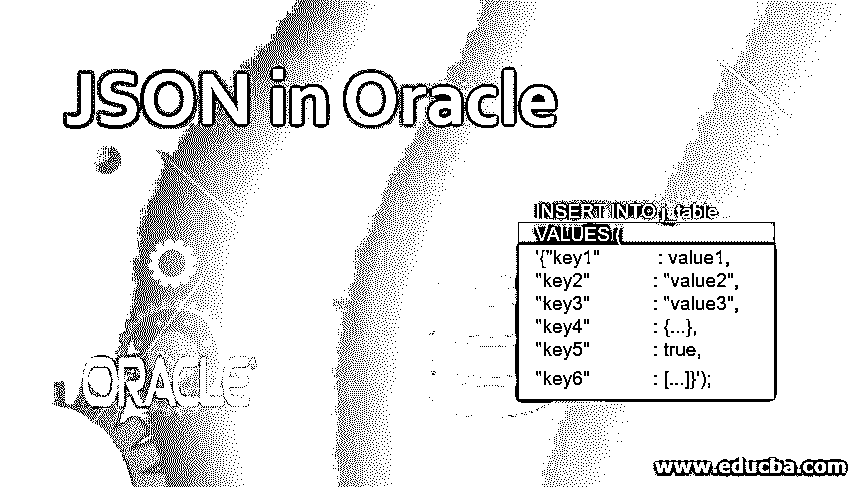 JSON in Oracle
INSERT INTO j_table
VALUES (
'{"key1" : value1,
"key2" : "value2",
"key3" : "value3",
"key4" : {...},
"key5" : true,
"key6" : [...]}');
ORACLE
www.educba.com